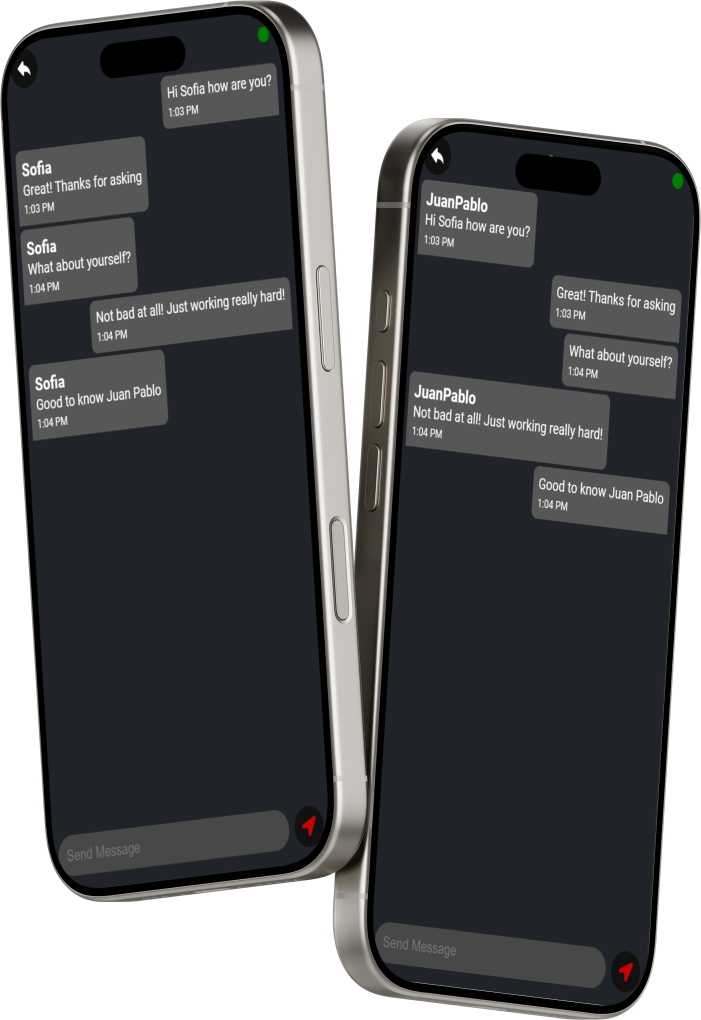 Hi Sofia how are you?
1:03 PM
Sofia
Great! Thanks for asking
1:03 PM
Sofia
What about yourself?
1:04 PM
Not bad at all! Just working really hard!
1:04 PM
Sofia
Good to know Juan Pablo
1:04 PM
Send Message
JuanPablo
Hi Sofia how are you?
1:03 PM
Great! Thanks for asking
1:03 PM
What about yourself?
1:04 PM
JuanPablo
Not bad at all! Just working really hard!
1:04 PM
Good to know Juan Pablo
1:04 PM
Send Message